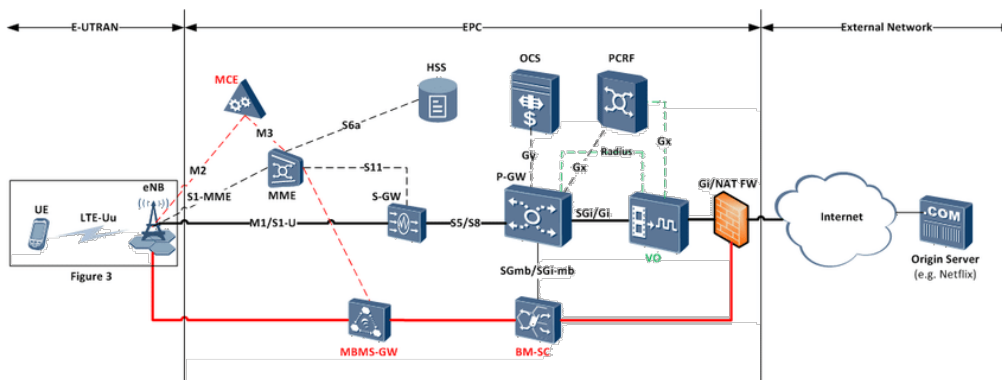 E-UTRAN
EPC
External Network
OCS
PCRF
HSS
MCE
M3
S6a
M2
Gy
Gx
Radius
Gx
S11
P-GW
Gi/NAT FW
eNB
S1-MME
MME
S-GW
UE
LTE-Uu
M1/S1-U
S5/S8
SGi/Gi
Internet
.COM
Figure 3
VO
Origin Server
(e.g. Netflix)
SGmb/SGi-mb
MBMS-GW
BM-SC